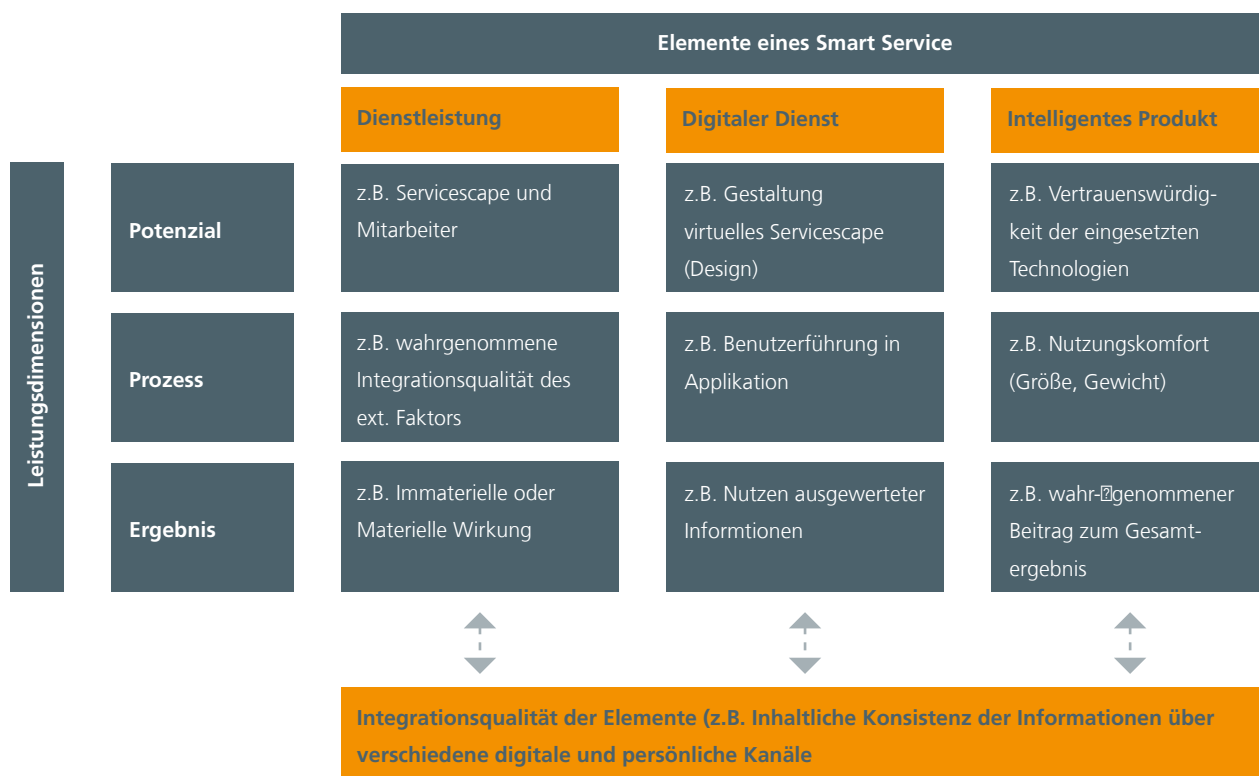 Elemente eines Smart Service
Dienstleistung
Digitaler Dienst
Intelligentes Produkt
Leistungsdimensionen
Potenzial
z.B. Servicescape und
Mitarbeiter
z.B. Gestaltung
virtuelles Servicescape
(Design)
z.B. Vertrauenswürdig-
keit der eingesetzten
Technologien
Prozess
z.B. wahrgenommene
Integrationsqualität des
ext. Faktors
z.B. Benutzerführung in
Applikation
z.B. Nutzungskomfort
(Größe, Gewicht)
Ergebnis
z.B. Immaterielle oder
Materielle Wirkung
z.B. Nutzen ausgewerteter
Informtionen
z.B. wahr-⍰genommener
Beitrag zum Gesamt-
ergebnis
Integrationsqualität der Elemente (z.B. Inhaltliche Konsistenz der Informationen über
verschiedene digitale und persönliche Kanäle